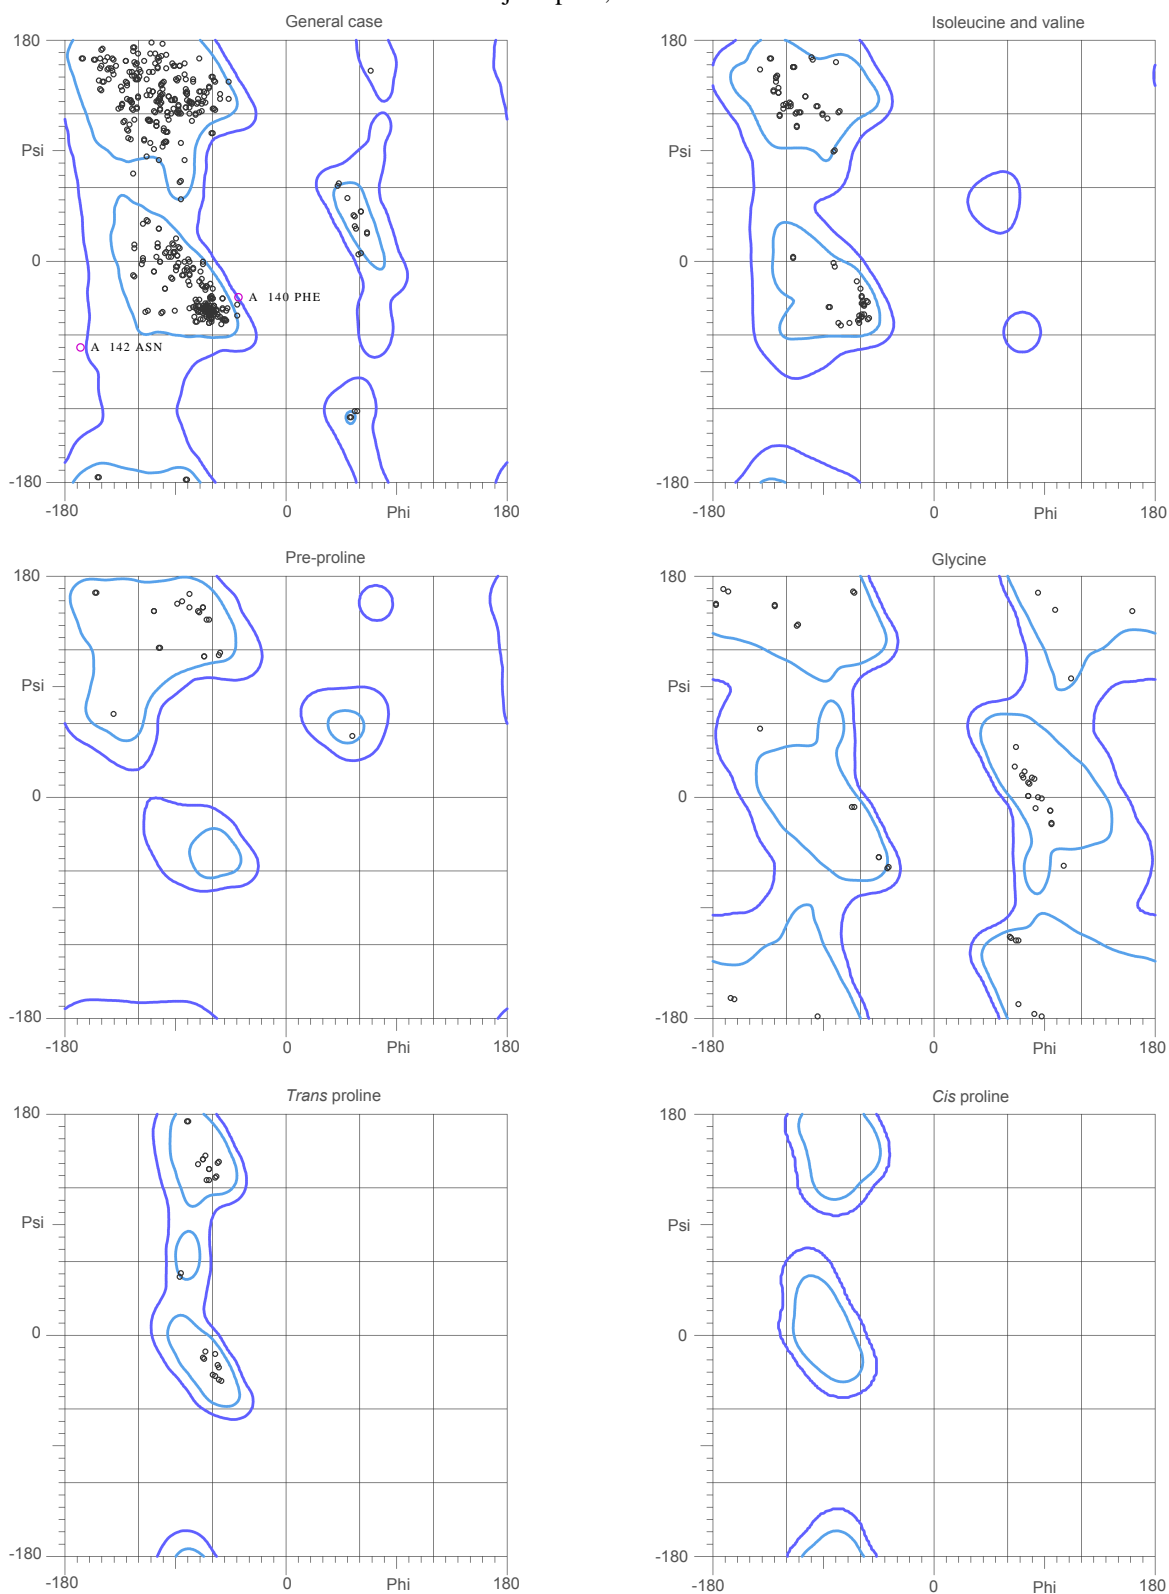 General case
180
Psi
0
-180
-180
0
Phi
180
A 140 PHE
A 142 ASN
Isoleucine and valine
180
Psi
0
-180
-180
0
Phi
180
Pre-proline
180
Psi
0
-180
-180
0
Phi
180
Glycine
180
Psi
0
-180
-180
0
Phi
180
Trans proline
180
Psi
0
-180
-180
0
Phi
180
Cis proline
180
Psi
0
-180
-180
0
Phi
180